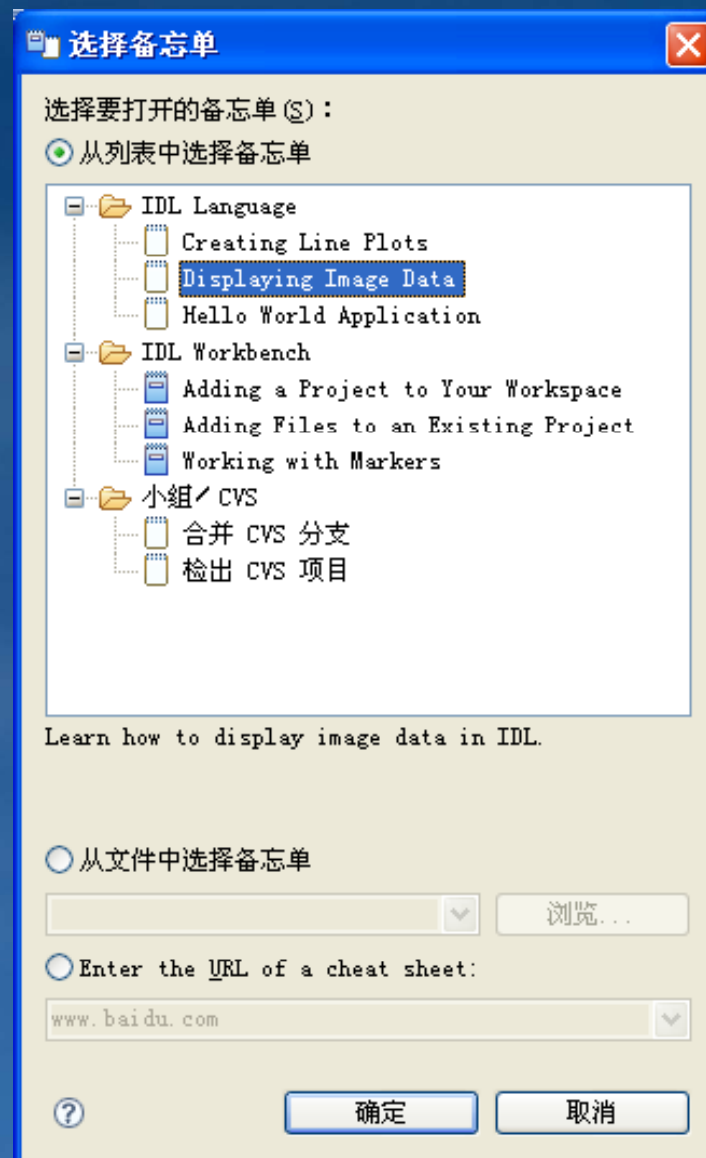 选择备忘单
选择要打开的备忘单(S)：
从列表中选择备忘单
IDL Language
Creating Line Plots
Displaying Image Data
Hello World Application
IDL Workbench
Adding a Project to Your Workspace
Adding Files to an Existing Project
Working with Markers
小组/CVS
合并 CVS 分支
检出 CVS 项目
Learn how to display image data in IDL.
从文件中选择备忘单
浏览...
Enter the URL of a cheat sheet:
www.baidu.com
? 确定 取消